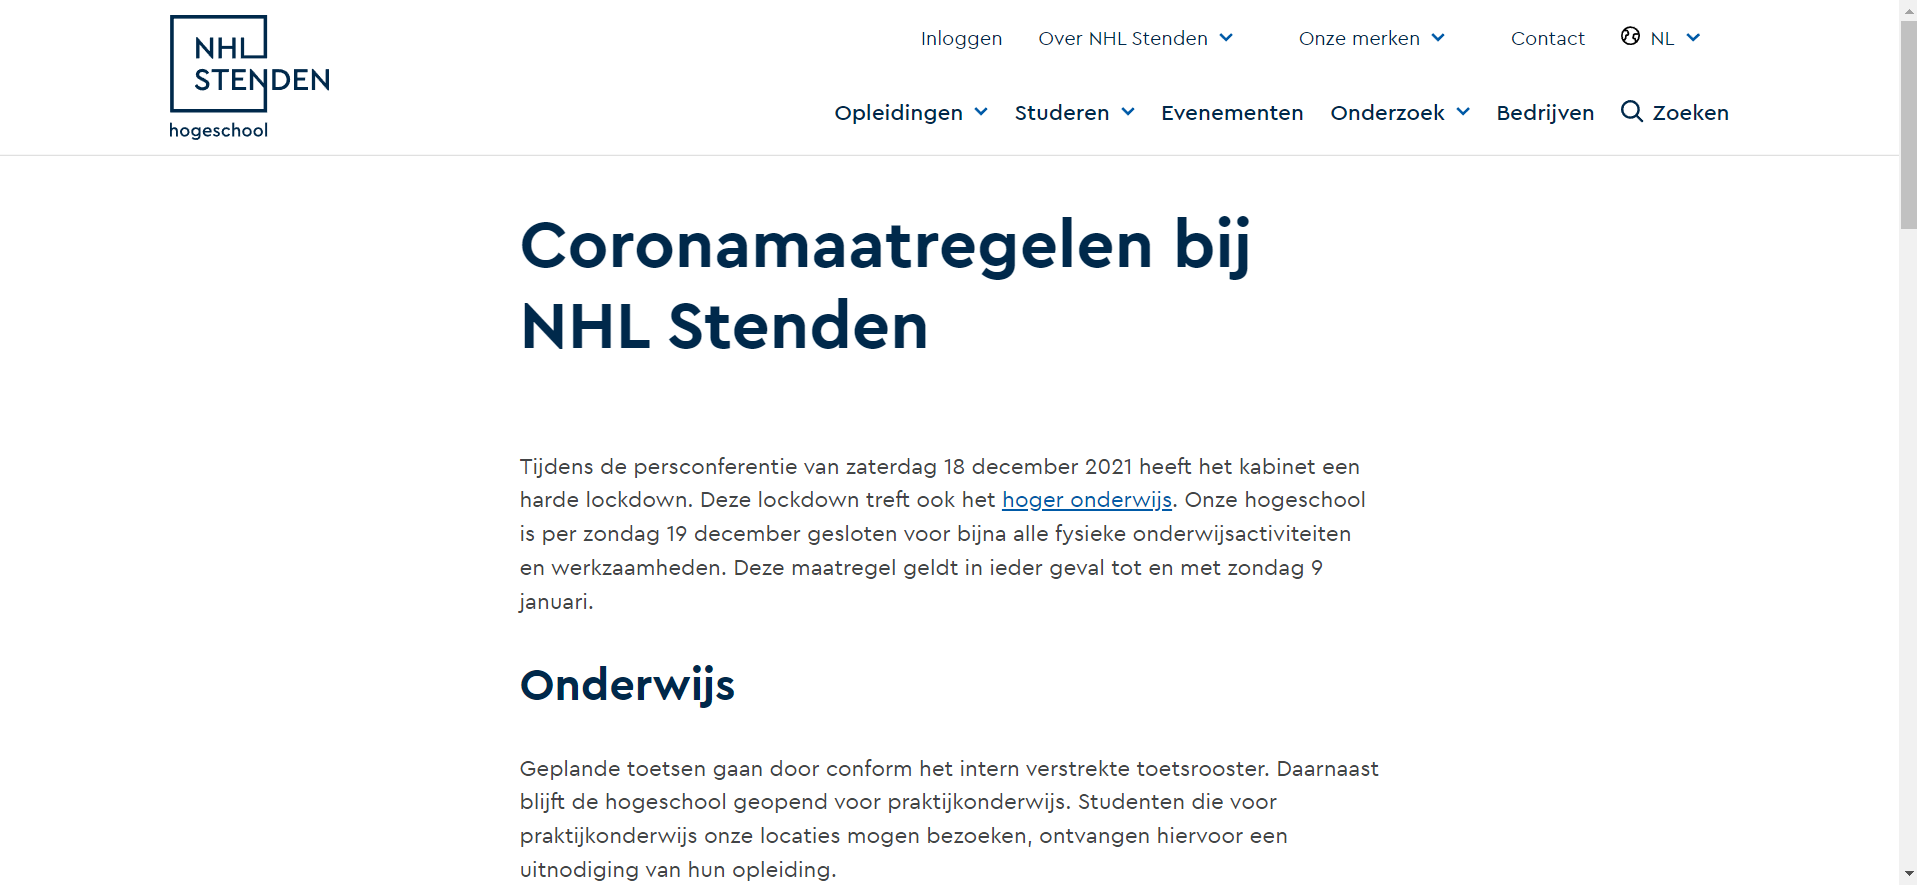 NHL
STENDEN
hogeschool
Inloggen Over NHL Stenden Onze merken Contact NL
Opleidingen Studeren Evenementen Onderzoek Bedrijven Zoeken
Coronamaatregelen bij
NHL Stenden
Tijdens de persconferentie van zaterdag 18 december 2021 heeft het kabinet een
harde lockdown. Deze lockdown treft ook het hoger onderwijs. Onze hogeschool
is per zondag 19 december gesloten voor bijna alle fysieke onderwijsactiviteiten
en werkzaamheden. Deze maatregel geldt in ieder geval tot en met zondag 9
januari.
Onderwijs
Geplande toetsen gaan door conform het intern verstrekte toetsrooster. Daarnaast
blijft de hogeschool geopend voor praktijkonderwijs. Studenten die voor
praktijkonderwijs onze locaties mogen bezoeken, ontvangen hiervoor een
uitnodiging van hun opleiding.